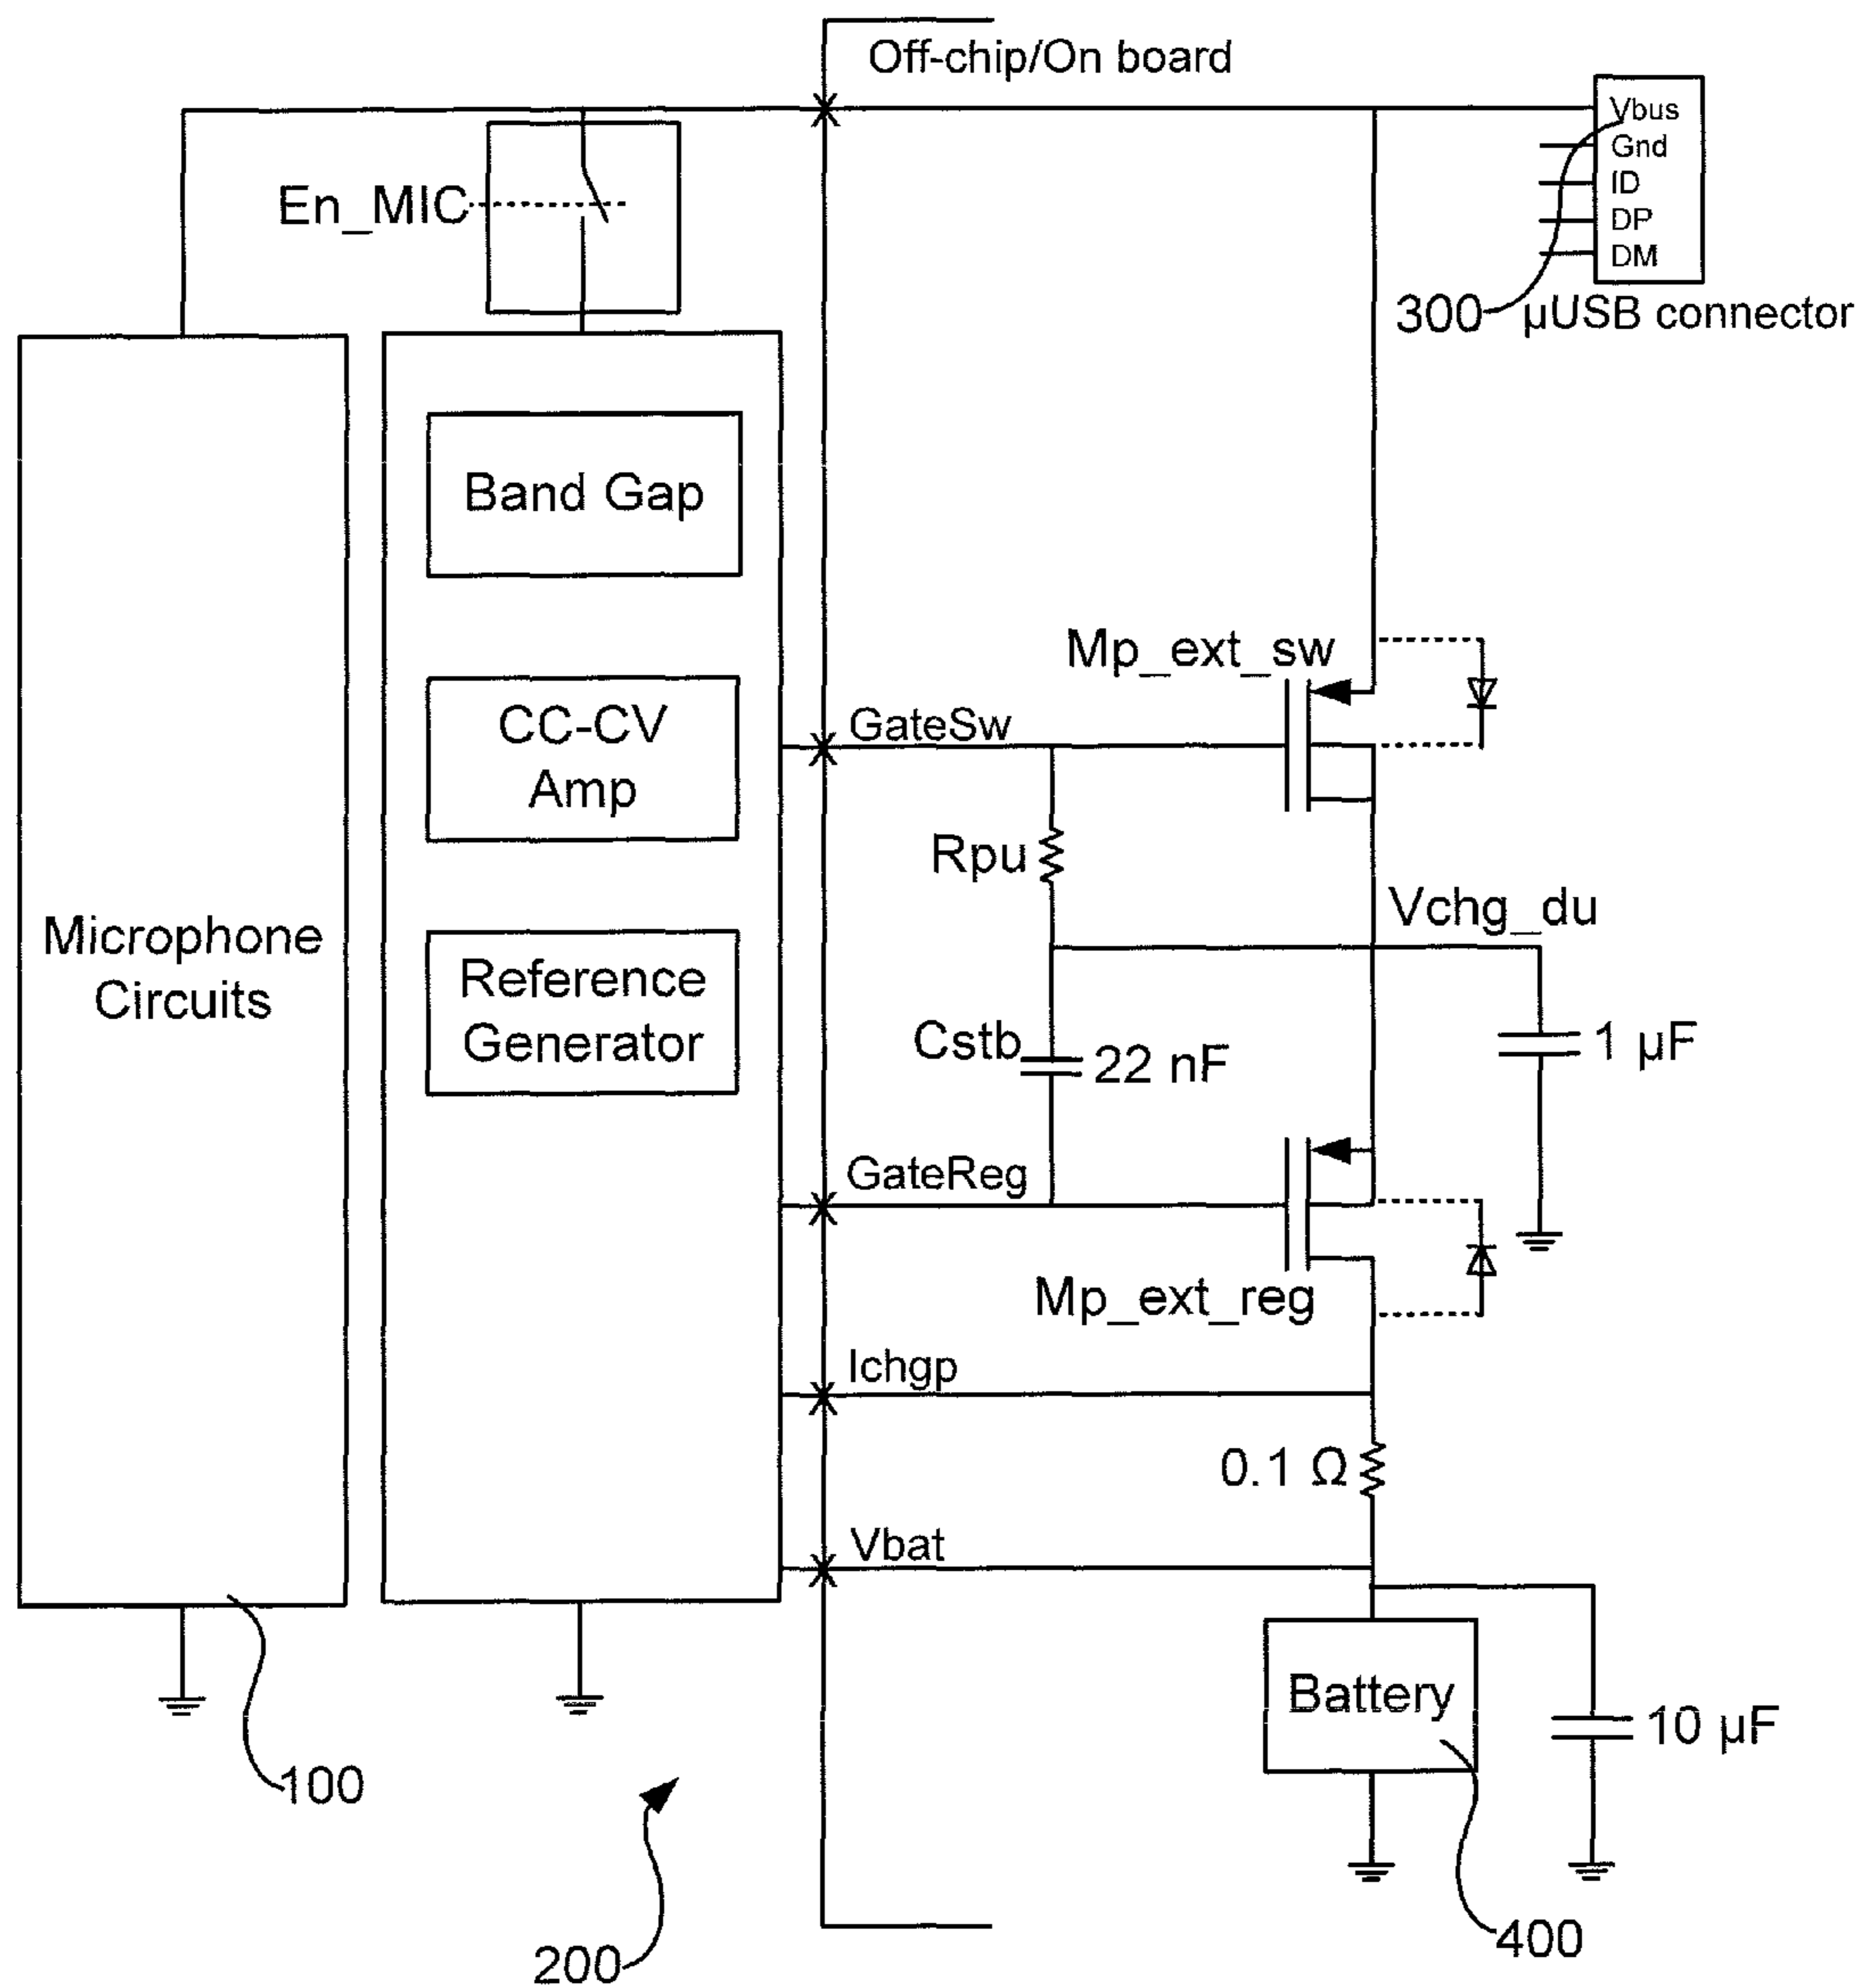 Off-chip/On board
Vbus
Gnd
ID
DP
DM
En_MIC
300
µUSB connector
Band Gap
Mp_ext_sw
CC-CV
Amp
GateSw
Rpu
Vchg_du
Microphone
Circuits
Reference
Generator
Cstb
22 nF
1 µF
GateReg
Mp_ext_reg
Ichgp
0.1 Ω
Vbat
Battery
10 µF
100
200
400